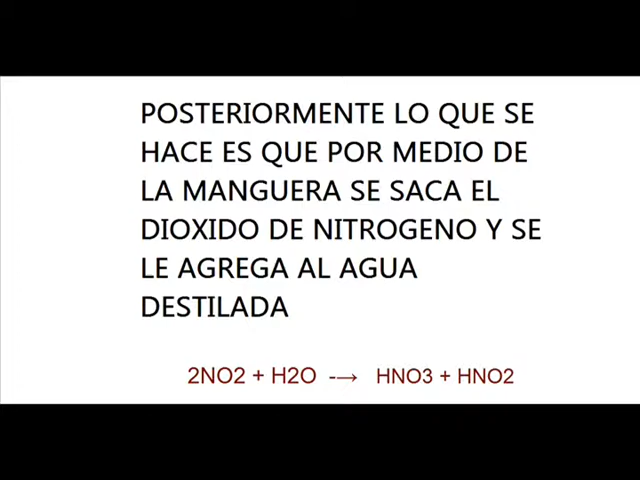 POSTERIORMENTE LO QUE SE
HACE ES QUE POR MEDIO DE
LA MANGUERA SE SACA EL
DIOXIDO DE NITROGENO Y SE
LE AGREGA AL AGUA
DESTILADA
2NO2 + H2O -→ HNO3 + HNO2